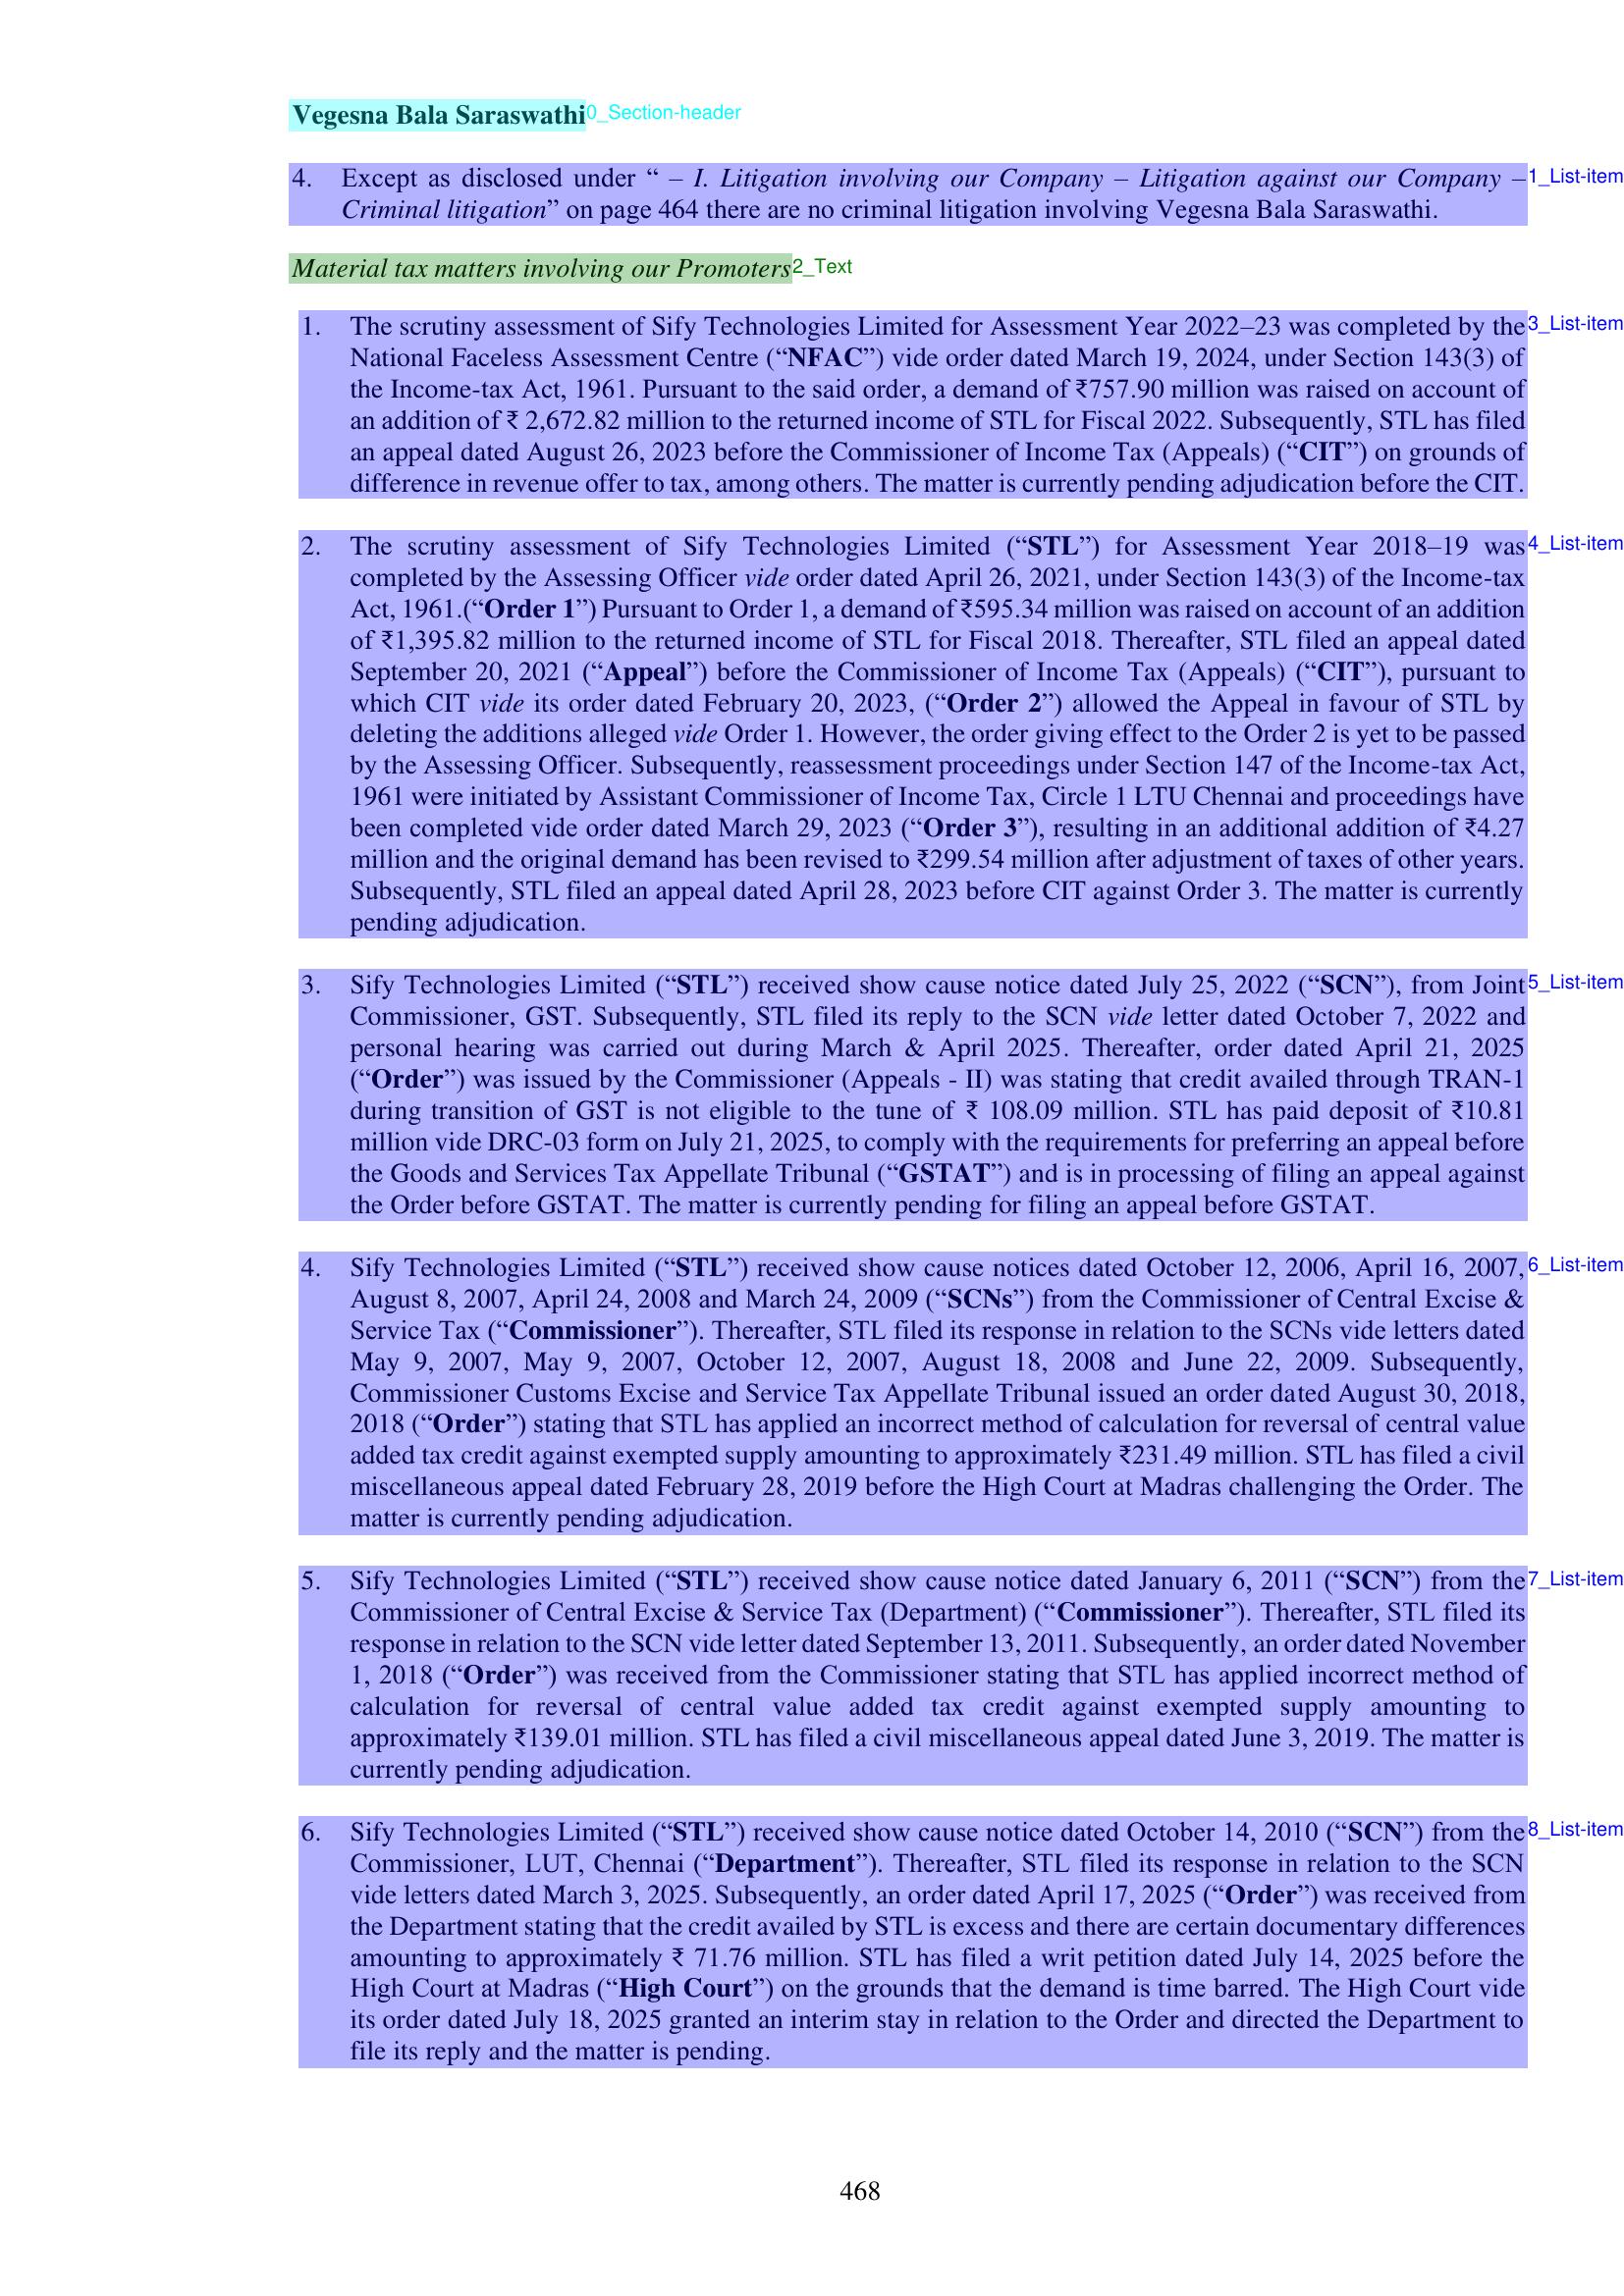 Vegesna Bala Saraswathi 0_Section-header
4. Except as disclosed under “ – I. Litigation involving our Company – Litigation against our Company – 1_List-item
Criminal litigation” on page 464 there are no criminal litigation involving Vegesna Bala Saraswathi.
Material tax matters involving our Promoters 2_Text
1. The scrutiny assessment of Sify Technologies Limited for Assessment Year 2022–23 was completed by the 3_List-item
National Faceless Assessment Centre (“NFAC”) vide order dated March 19, 2024, under Section 143(3) of
the Income-tax Act, 1961. Pursuant to the said order, a demand of ₹757.90 million was raised on account of
an addition of ₹ 2,672.82 million to the returned income of STL for Fiscal 2022. Subsequently, STL has filed
an appeal dated August 26, 2023 before the Commissioner of Income Tax (Appeals) (“CIT”) on grounds of
difference in revenue offer to tax, among others. The matter is currently pending adjudication before the CIT.
2. The scrutiny assessment of Sify Technologies Limited (“STL”) for Assessment Year 2018–19 was 4_List-item
completed by the Assessing Officer vide order dated April 26, 2021, under Section 143(3) of the Income-tax
Act, 1961.(“Order 1”) Pursuant to Order 1, a demand of ₹595.34 million was raised on account of an addition
of ₹1,395.82 million to the returned income of STL for Fiscal 2018. Thereafter, STL filed an appeal dated
September 20, 2021 (“Appeal”) before the Commissioner of Income Tax (Appeals) (“CIT”), pursuant to
which CIT vide its order dated February 20, 2023, (“Order 2”) allowed the Appeal in favour of STL by
deleting the additions alleged vide Order 1. However, the order giving effect to the Order 2 is yet to be passed
by the Assessing Officer. Subsequently, reassessment proceedings under Section 147 of the Income-tax Act,
1961 were initiated by Assistant Commissioner of Income Tax, Circle 1 LTU Chennai and proceedings have
been completed vide order dated March 29, 2023 (“Order 3”), resulting in an additional addition of ₹4.27
million and the original demand has been revised to ₹299.54 million after adjustment of taxes of other years.
Subsequently, STL filed an appeal dated April 28, 2023 before CIT against Order 3. The matter is currently
pending adjudication.
3. Sify Technologies Limited (“STL”) received show cause notice dated July 25, 2022 (“SCN”), from Joint 5_List-item
Commissioner, GST. Subsequently, STL filed its reply to the SCN vide letter dated October 7, 2022 and
personal hearing was carried out during March & April 2025. Thereafter, order dated April 21, 2025
(“Order”) was issued by the Commissioner (Appeals - II) was stating that credit availed through TRAN-1
during transition of GST is not eligible to the tune of ₹ 108.09 million. STL has paid deposit of ₹10.81
million vide DRC-03 form on July 21, 2025, to comply with the requirements for preferring an appeal before
the Goods and Services Tax Appellate Tribunal (“GSTAT”) and is in processing of filing an appeal against
the Order before GSTAT. The matter is currently pending for filing an appeal before GSTAT.
4. Sify Technologies Limited (“STL”) received show cause notices dated October 12, 2006, April 16, 2007, 6_List-item
August 8, 2007, April 24, 2008 and March 24, 2009 (“SCNs”) from the Commissioner of Central Excise &
Service Tax (“Commissioner”). Thereafter, STL filed its response in relation to the SCNs vide letters dated
May 9, 2007, May 9, 2007, October 12, 2007, August 18, 2008 and June 22, 2009. Subsequently,
Commissioner Customs Excise and Service Tax Appellate Tribunal issued an order dated August 30, 2018,
2018 (“Order”) stating that STL has applied an incorrect method of calculation for reversal of central value
added tax credit against exempted supply amounting to approximately ₹231.49 million. STL has filed a civil
miscellaneous appeal dated February 28, 2019 before the High Court at Madras challenging the Order. The
matter is currently pending adjudication.
5. Sify Technologies Limited (“STL”) received show cause notice dated January 6, 2011 (“SCN”) from the 7_List-item
Commissioner of Central Excise & Service Tax (Department) (“Commissioner”). Thereafter, STL filed its
response in relation to the SCN vide letter dated September 13, 2011. Subsequently, an order dated November
1, 2018 (“Order”) was received from the Commissioner stating that STL has applied incorrect method of
calculation for reversal of central value added tax credit against exempted supply amounting to
approximately ₹139.01 million. STL has filed a civil miscellaneous appeal dated June 3, 2019. The matter is
currently pending adjudication.
6. Sify Technologies Limited (“STL”) received show cause notice dated October 14, 2010 (“SCN”) from the 8_List-item
Commissioner, LUT, Chennai (“Department”). Thereafter, STL filed its response in relation to the SCN
vide letters dated March 3, 2025. Subsequently, an order dated April 17, 2025 (“Order”) was received from
the Department stating that the credit availed by STL is excess and there are certain documentary differences
amounting to approximately ₹ 71.76 million. STL has filed a writ petition dated July 14, 2025 before the
High Court at Madras (“High Court”) on the grounds that the demand is time barred. The High Court vide
its order dated July 18, 2025 granted an interim stay in relation to the Order and directed the Department to
file its reply and the matter is pending.
468